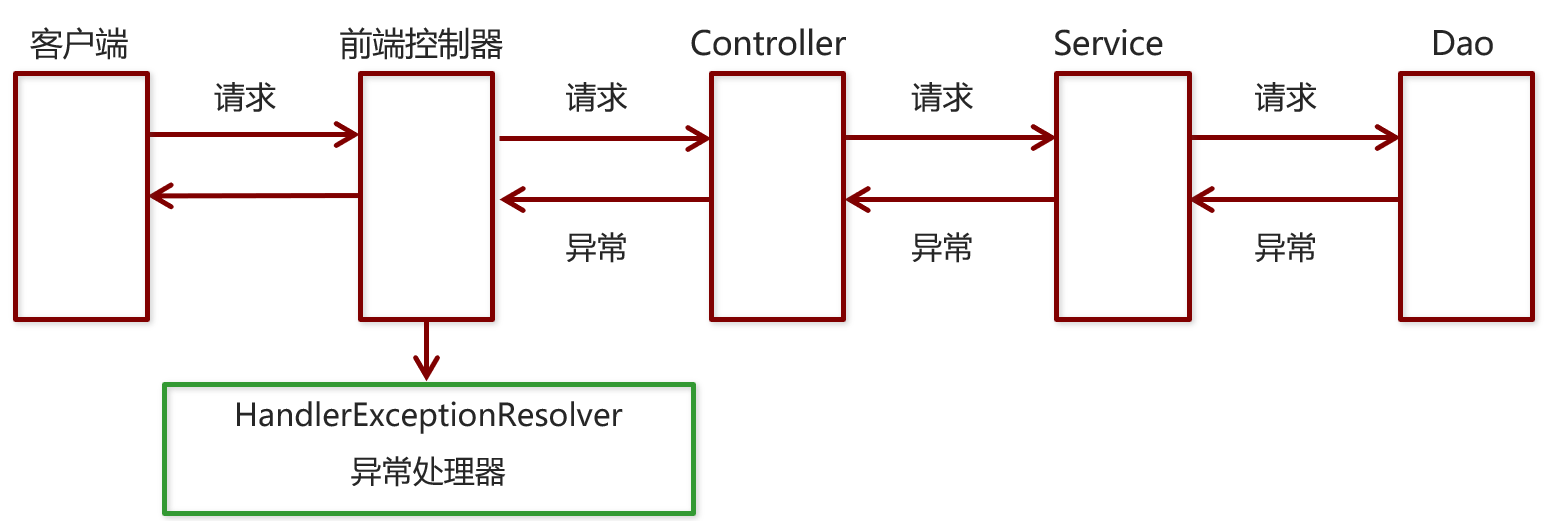 客户端
前端控制器
Controller
Service
Dao
请求
请求
请求
请求
异常
异常
异常
HandlerExceptionResolver
异常处理器